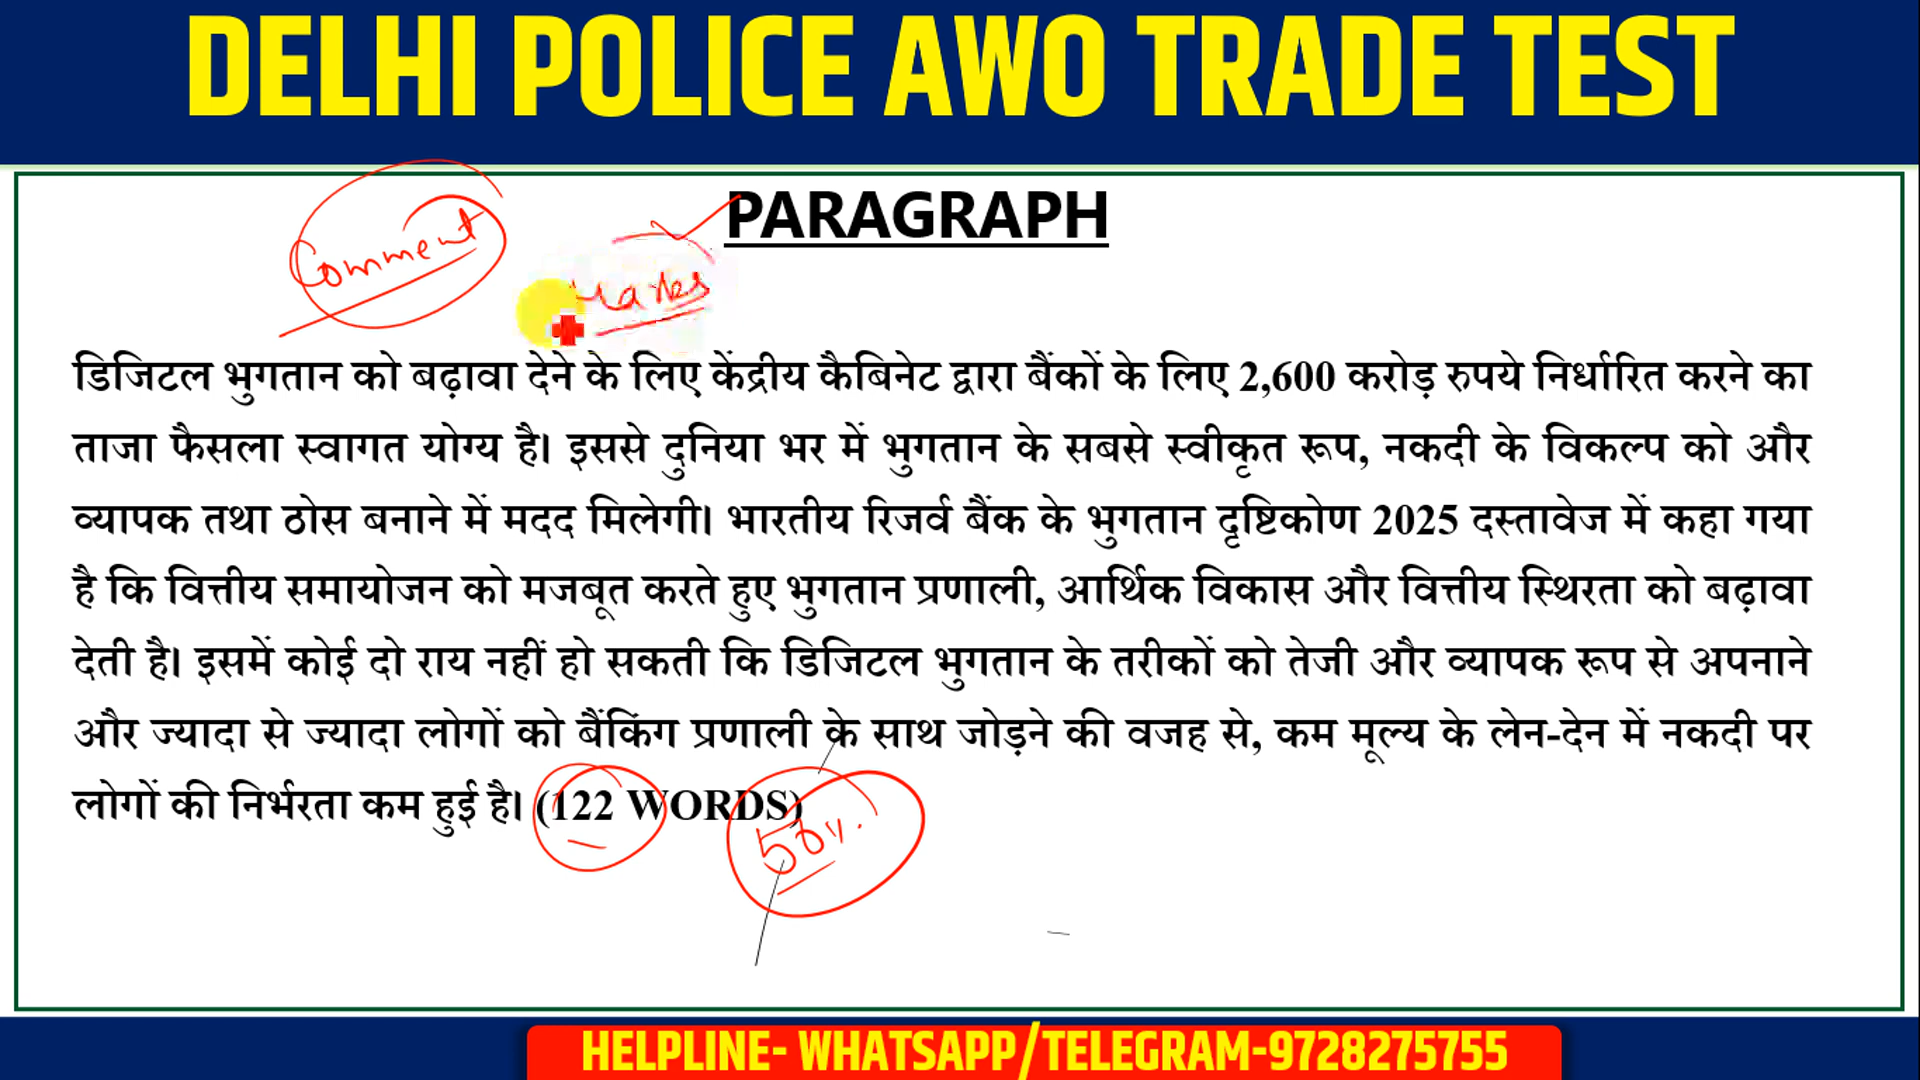 DELHI POLICE AWO TRADE TEST
PARAGRAPH
Comment
Marks
डिजिटल भुगतान को बढ़ावा देने के लिए केंद्रीय कैबिनेट द्वारा बैंकों के लिए 2,600 करोड़ रुपये निर्धारित करने का
ताजा फैसला स्वागत योग्य है। इससे दुनिया भर में भुगतान के सबसे स्वीकृत रूप, नकदी के विकल्प को और
व्यापक तथा ठोस बनाने में मदद मिलेगी। भारतीय रिजर्व बैंक के भुगतान दृष्टिकोण 2025 दस्तावेज में कहा गया
है कि वित्तीय समायोजन को मजबूत करते हुए भुगतान प्रणाली, आर्थिक विकास और वित्तीय स्थिरता को बढ़ावा
देती है। इसमें कोई दो राय नहीं हो सकती कि डिजिटल भुगतान के तरीकों को तेजी और व्यापक रूप से अपनाने
और ज्यादा से ज्यादा लोगों को बैंकिंग प्रणाली के साथ जोड़ने की वजह से, कम मूल्य के लेन-देन में नकदी पर
लोगों की निर्भरता कम हुई है। (122 WORDS)
50%.
HELPLINE- WHATSAPP/TELEGRAM-9728275755